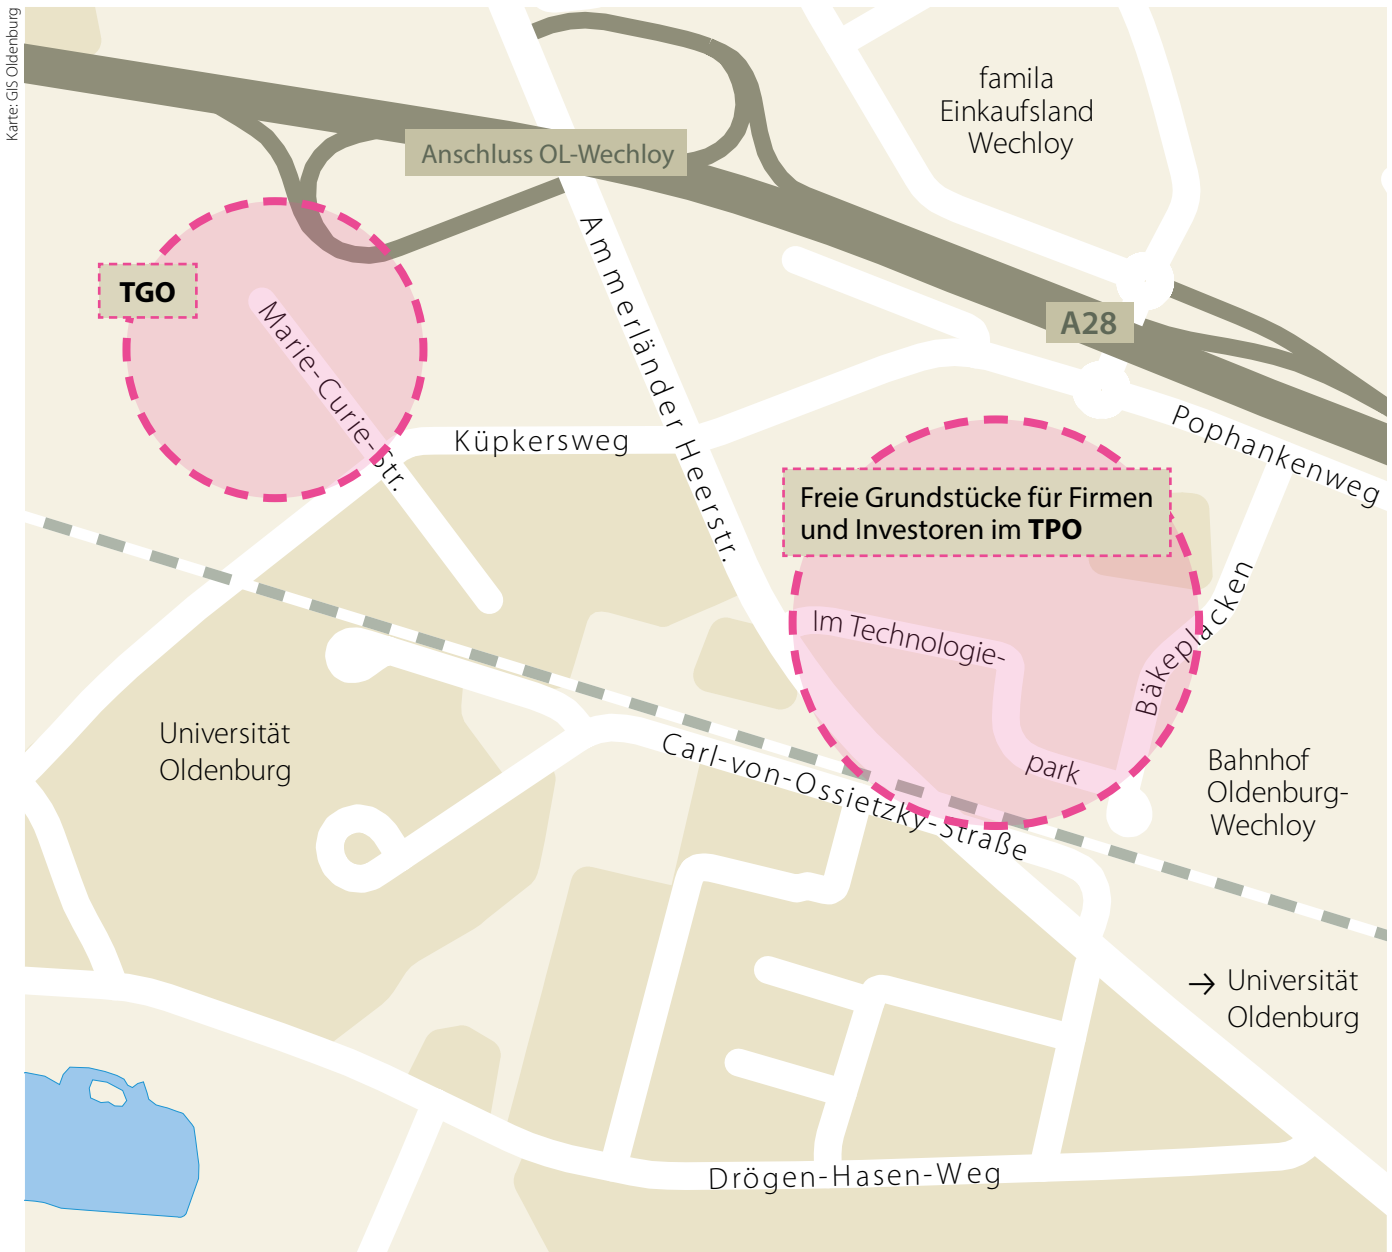 Karte: GIS Oldenburg
famila
Einkaufsland
Wechloy
Anschluss OL-Wechloy
Ammerländer Heerstr.
TGO
Marie-Curie-Str.
A28
Küpkersweg
Pophankenweg
Freie Grundstücke für Firmen
und Investoren im TPO
Im Technologie-
park
Bäkeplacken
Universität
Oldenburg
Carl-von-Ossietzky-Straße
Bahnhof
Oldenburg-
Wechloy
→ Universität
Oldenburg
Drögen-Hasen-Weg